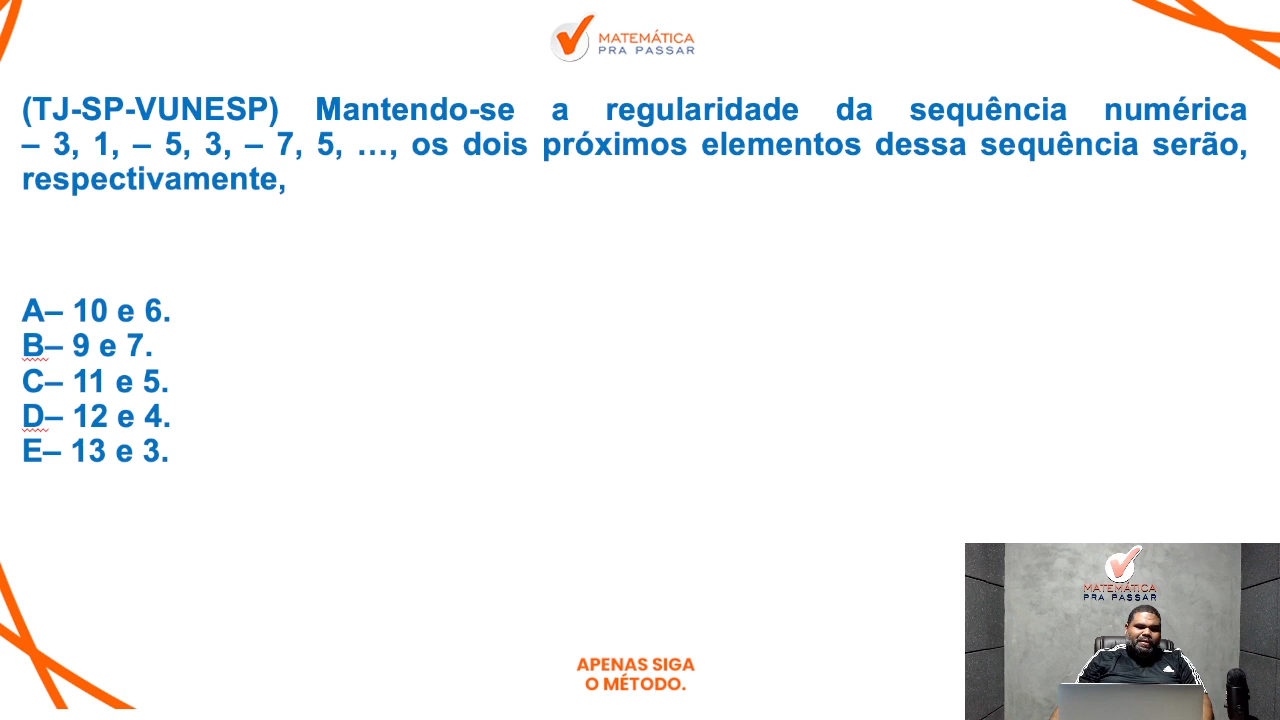 MATEMÁTICA
PRA PASSAR
(TJ-SP-VUNESP) Mantendo-se a regularidade da sequência numérica
– 3, 1, – 5, 3, – 7, 5, …, os dois próximos elementos dessa sequência serão,
respectivamente,
A– 10 e 6.
B– 9 e 7.
C– 11 e 5.
D– 12 e 4.
E– 13 e 3.
MATEMÁTICA
PRA PASSAR
APENAS SIGA
O MÉTODO.